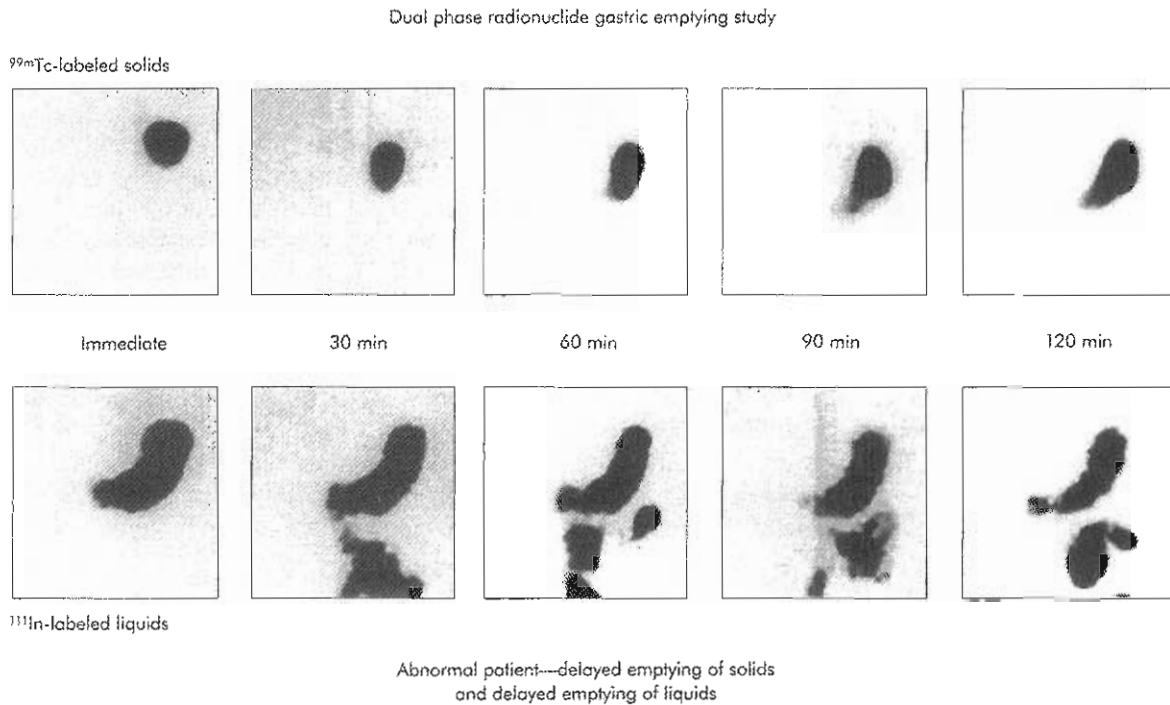 Dual phase radionuclide gastric emptying study
99mTc-labeled solids
Immediate
30 min
60 min
90 min
120 min
111In-labeled liquids
Abnormal patient—delayed emptying of solids
and delayed emptying of liquids